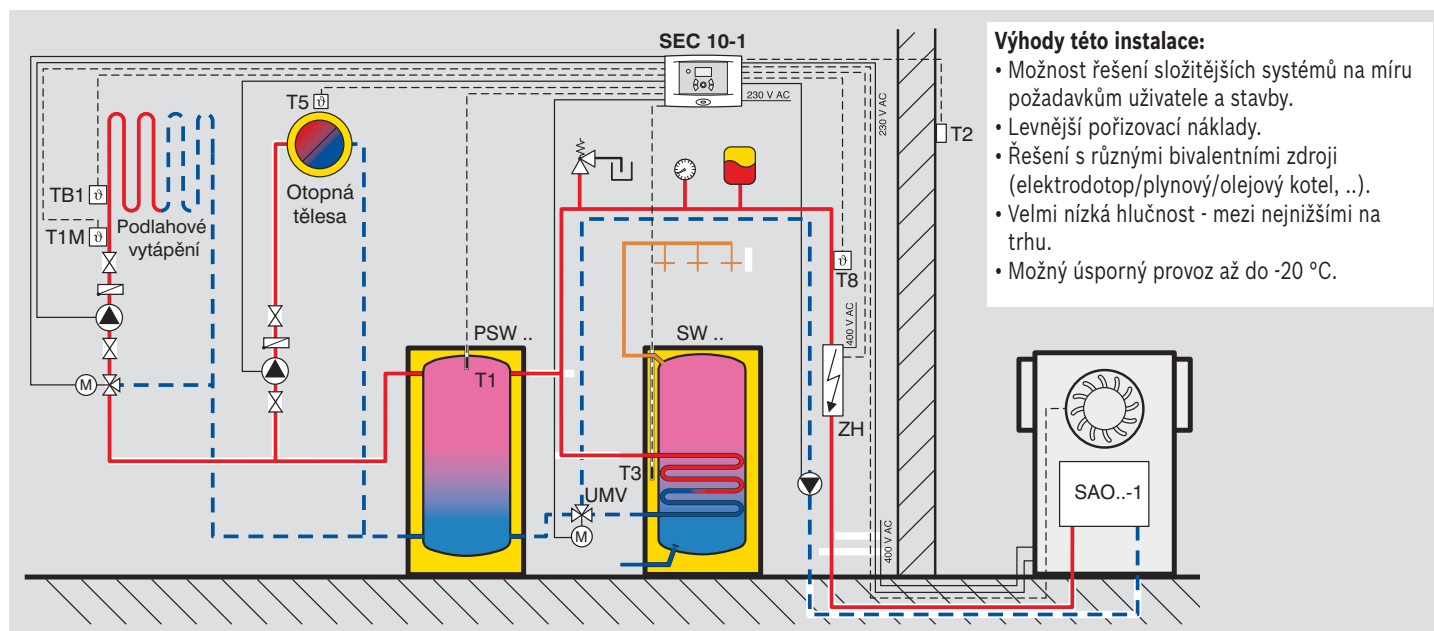 SEC 10-1
230 V AC
230 V AC
T2
T5
TB1
T1M
Podlahové
vytápění
Otopná
tělesa
T8
400 V AC
PSW ..
SW ..
T1
ZH
T3
UMV
M
M
400 V AC
SAO..-1
Výhody této instalace:
• Možnost řešení složitějších systémů na míru
požadavkům uživatele a stavby.
• Levnější pořizovací náklady.
• Řešení s různými bivalentními zdroji
(elektrodotop/plynový/olejový kotel, ..).
• Velmi nízká hlučnost - mezi nejnižšími na
trhu.
• Možný úsporný provoz až do -20 °C.
ϑ
ϑ
ϑ
ϑ